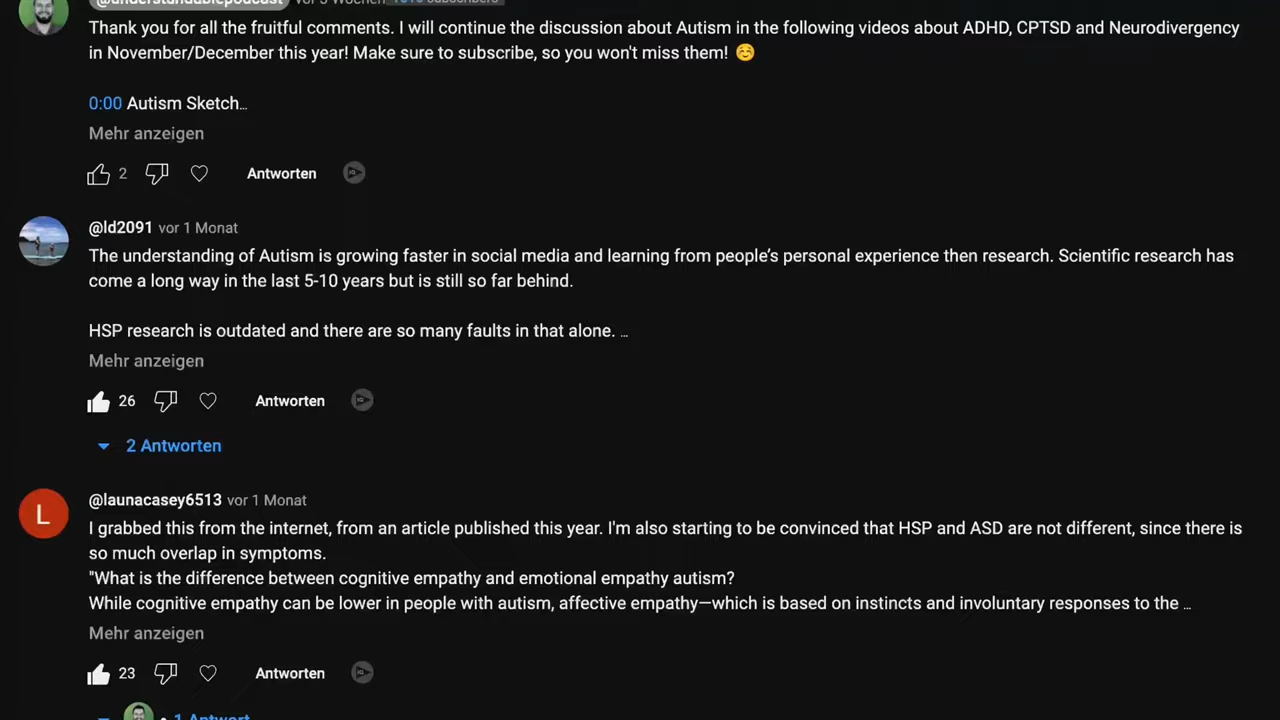 @understandablepodcast vor 3 Wochen
Thank you for all the fruitful comments. I will continue the discussion about Autism in the following videos about ADHD, CPTSD and Neurodivergency
in November/December this year! Make sure to subscribe, so you won't miss them! ☺️
0:00 Autism Sketch...
Mehr anzeigen
2 Antworten
@ld2091 vor 1 Monat
The understanding of Autism is growing faster in social media and learning from people's personal experience then research. Scientific research has
come a long way in the last 5-10 years but is still so far behind.
HSP research is outdated and there are so many faults in that alone. ...
Mehr anzeigen
26 Antworten
2 Antworten
L
@launacasey6513 vor 1 Monat
I grabbed this from the internet, from an article published this year. I'm also starting to be convinced that HSP and ASD are not different, since there is
so much overlap in symptoms.
"What is the difference between cognitive empathy and emotional empathy autism?
While cognitive empathy can be lower in people with autism, affective empathy—which is based on instincts and involuntary responses to the ...
Mehr anzeigen
23 Antworten
1 Antwort